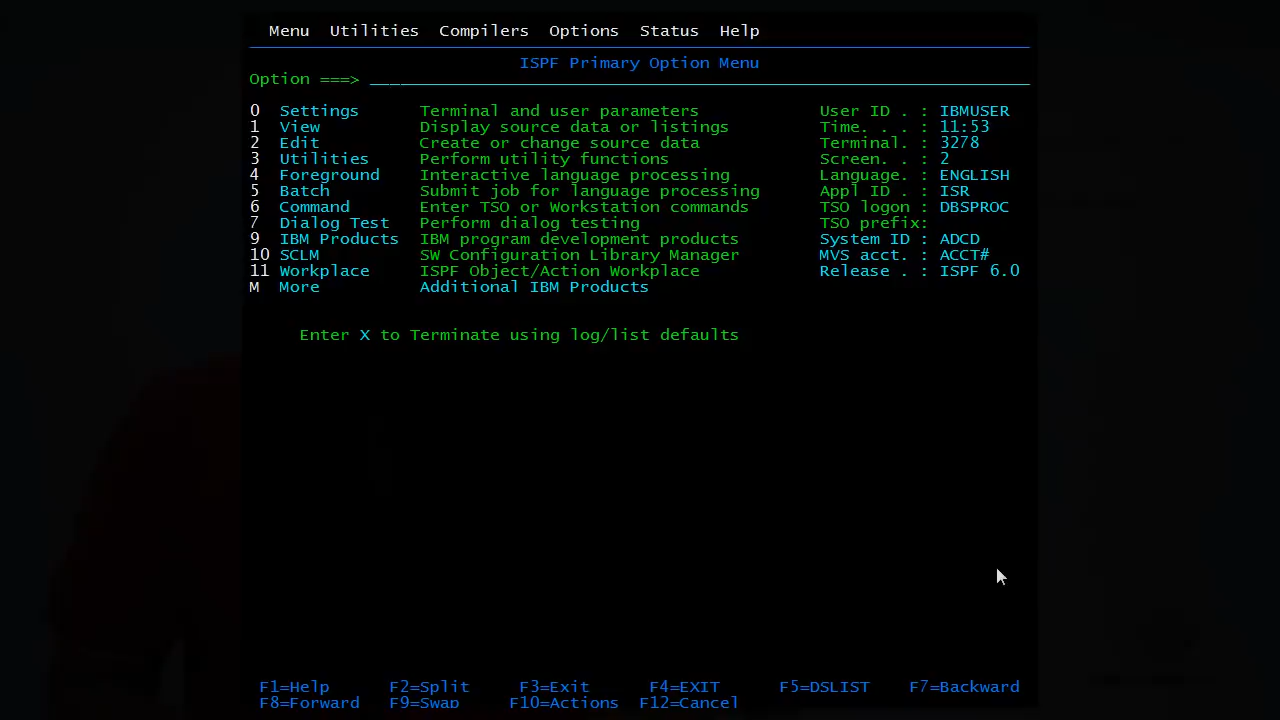 Menu Utilities Compilers Options Status Help
ISPF Primary Option Menu
Option ===>
0 Settings Terminal and user parameters User ID . : IBMUSER
1 View Display source data or listings Time. . . : 11:53
2 Edit Create or change source data Terminal. : 3278
3 Utilities Perform utility functions Screen. . : 2
4 Foreground Interactive language processing Language. : ENGLISH
5 Batch Submit job for language processing Appl ID . : ISR
6 Command Enter TSO or Workstation commands TSO logon : DBSPROC
7 Dialog Test Perform dialog testing TSO prefix:
9 IBM Products IBM program development products System ID : ADCD
10 SCLM SW Configuration Library Manager MVS acct. : ACCT#
11 Workplace ISPF Object/Action Workplace Release . : ISPF 6.0
M More Additional IBM Products
Enter X to Terminate using log/list defaults
F1=Help F2=Split F3=Exit F4=EXIT F5=DSLIST F7=Backward
F8=Forward F9=Swap F10=Actions F12=Cancel